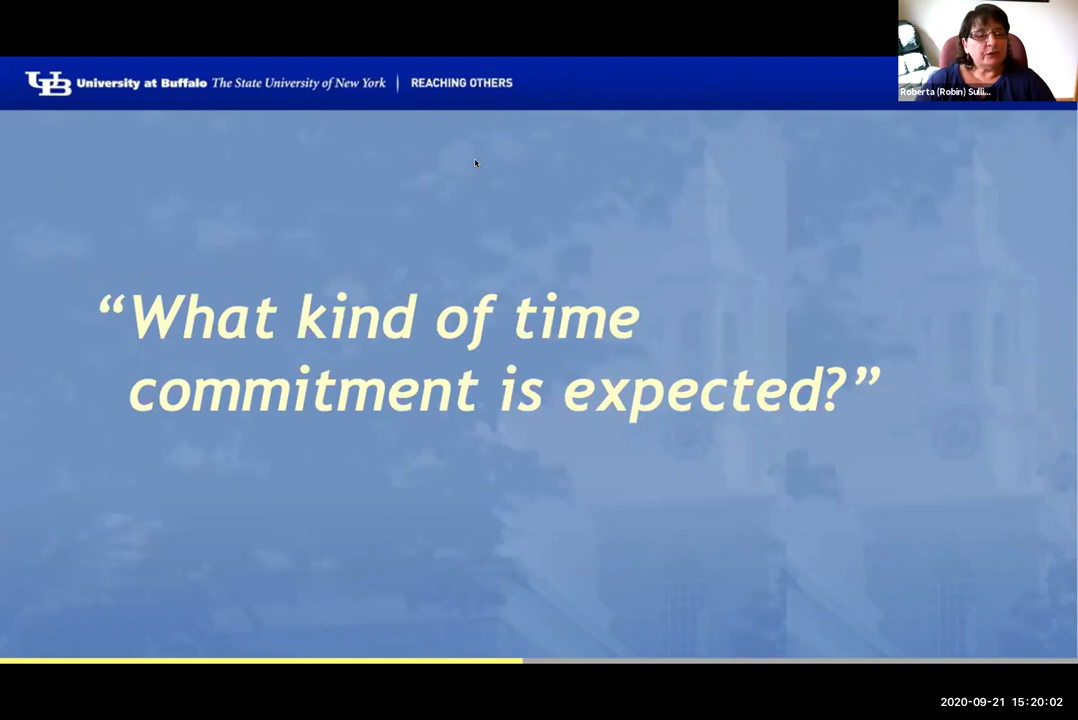 UB University at Buffalo The State University of New York | REACHING OTHERS
Roberta (Robin) Sulli...
“What kind of time
commitment is expected?”
2020-09-21 15:20:02